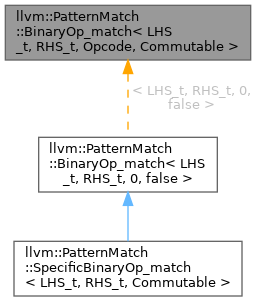 llvm::PatternMatch
::BinaryOp_match< LHS
_t, RHS_t, Opcode, Commutable >
< LHS_t, RHS_t, 0,
false >
llvm::PatternMatch
::BinaryOp_match< LHS
_t, RHS_t, 0, false >
llvm::PatternMatch
::SpecificBinaryOp_match
< LHS_t, RHS_t, Commutable >